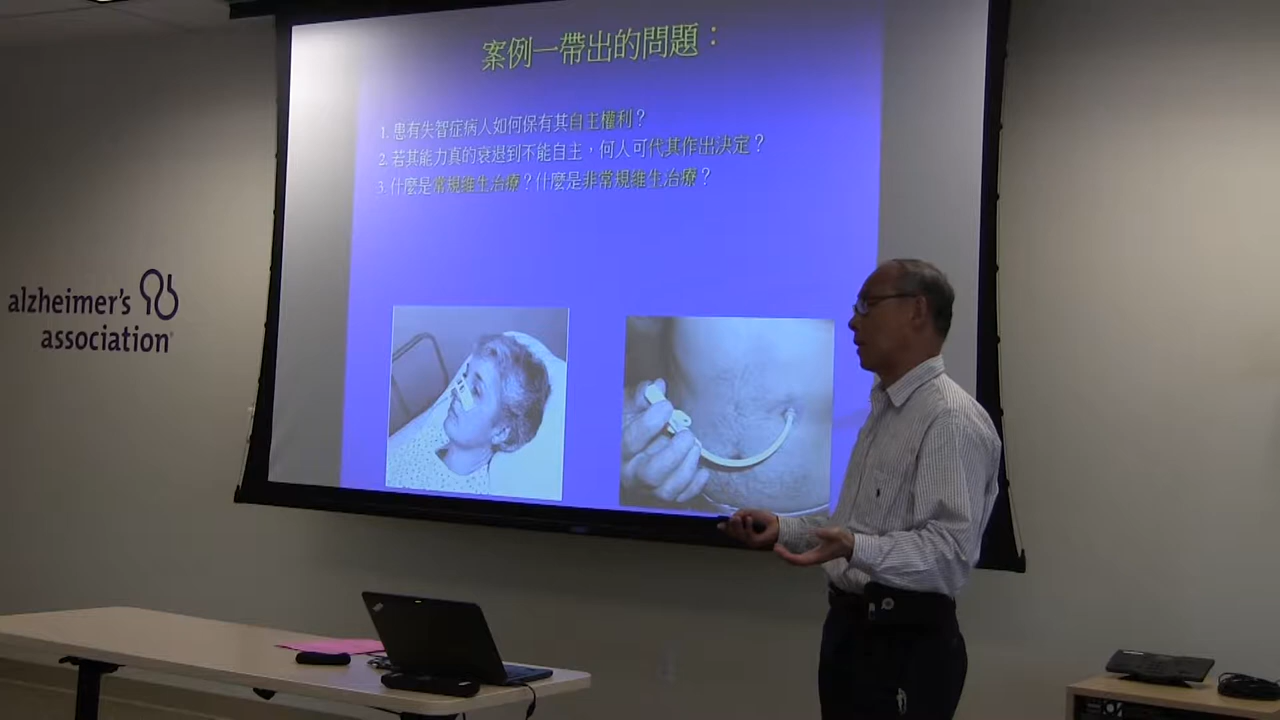 案例一帶出的問題：
1. 患有失智症病人如何保有其自主權利？
2. 若其能力真的衰退到不能自主，何人可代其作出決定？
3. 什麼是常規維生治療？什麼是非常規維生治療？
alzheimer's
association®